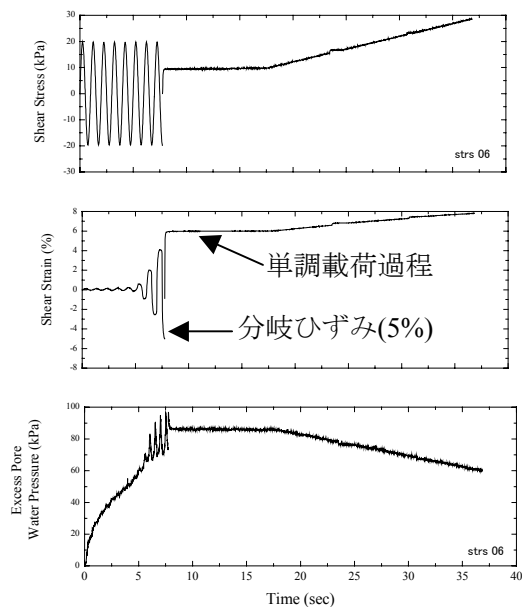 30
20
10
0
-10
-20
-30
Shear Stress (kPa)
strs 06
8
6
4
2
0
-2
-4
-6
-8
Shear Strain (%)
単調載荷過程
分岐ひずみ(5%)
100
80
60
40
20
0
Excess Pore
Water Pressure (kPa)
strs 06
0 5 10 15 20 25 30 35 40
Time (sec)